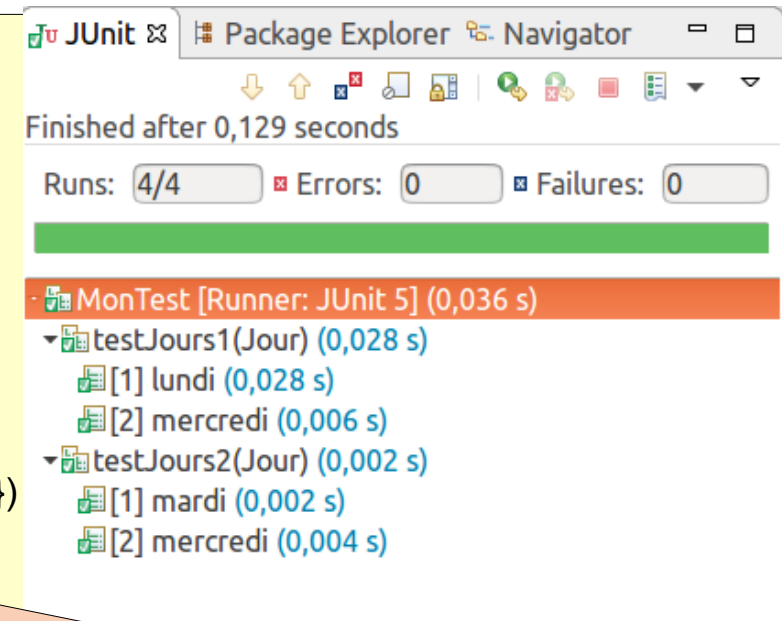 JUnit Package Explorer Navigator
Finished after 0,129 seconds
Runs: 4/4 Errors: 0 Failures: 0
MonTest [Runner: JUnit 5] (0,036 s)
testJours1(Jour) (0,028 s)
[1] lundi (0,028 s)
[2] mercredi (0,006 s)
testJours2(Jour) (0,002 s)
}) [1] mardi (0,002 s)
[2] mercredi (0,004 s)